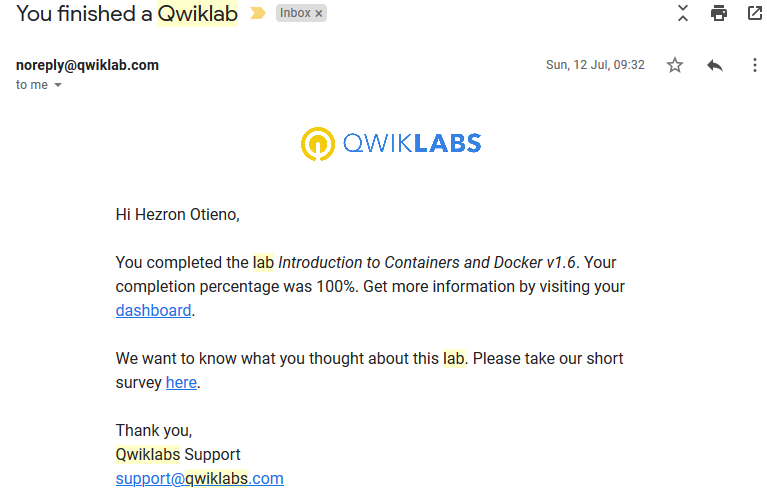 You finished a Qwiklab
Inbox ×
noreply@qwiklab.com
Sun, 12 Jul, 09:32
to me
QWIKLABS
Hi Hezron Otieno,
You completed the lab Introduction to Containers and Docker v1.6. Your
completion percentage was 100%. Get more information by visiting your
dashboard.
We want to know what you thought about this lab. Please take our short
survey here.
Thank you,
Qwiklabs Support
support@qwiklabs.com